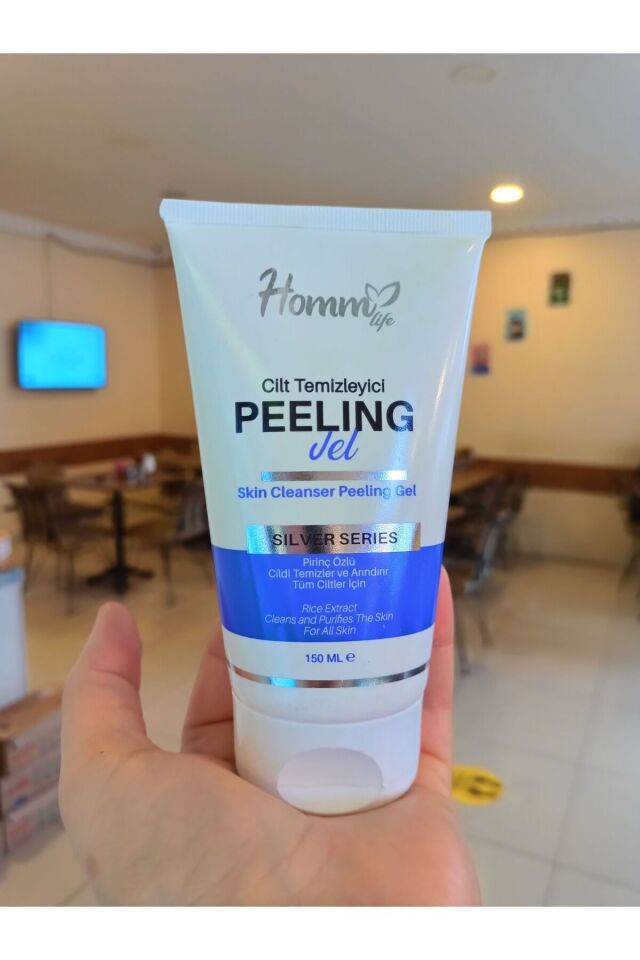 Homm
life
Cilt Temizleyici
PEELING
Jel
Skin Cleanser Peeling Gel
SILVER SERIES
Pirinç Özlü
Cildi Temizler ve Arındırır
Tüm Ciltler İçin
Rice Extract
Cleans and Purifies The Skin
For All Skin
150 ML ℮